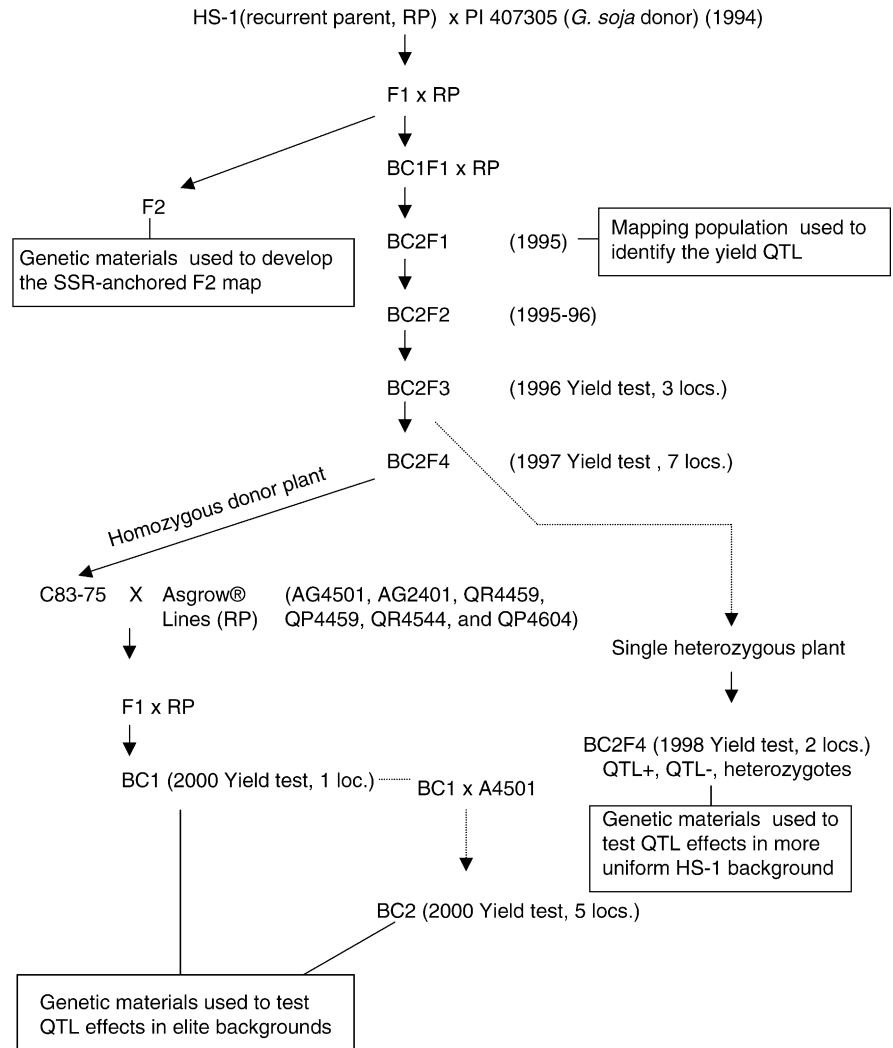 HS-1(recurrent parent, RP) x PI 407305 (G. soja donor) (1994)
F1 x RP
BC1F1 x RP
F2
Genetic materials used to develop
the SSR-anchored F2 map
BC2F1 (1995)
Mapping population used to
identify the yield QTL
BC2F2 (1995-96)
BC2F3 (1996 Yield test, 3 locs.)
BC2F4 (1997 Yield test , 7 locs.)
Homozygous donor plant
C83-75 X Asgrow® (AG4501, AG2401, QR4459,
Lines (RP) QP4459, QR4544, and QP4604)
Single heterozygous plant
F1 x RP
BC2F4 (1998 Yield test, 2 locs.)
QTL+, QTL-, heterozygotes
BC1 (2000 Yield test, 1 loc.)
BC1 x A4501
Genetic materials used to
test QTL effects in more
uniform HS-1 background
BC2 (2000 Yield test, 5 locs.)
Genetic materials used to test
QTL effects in elite backgrounds